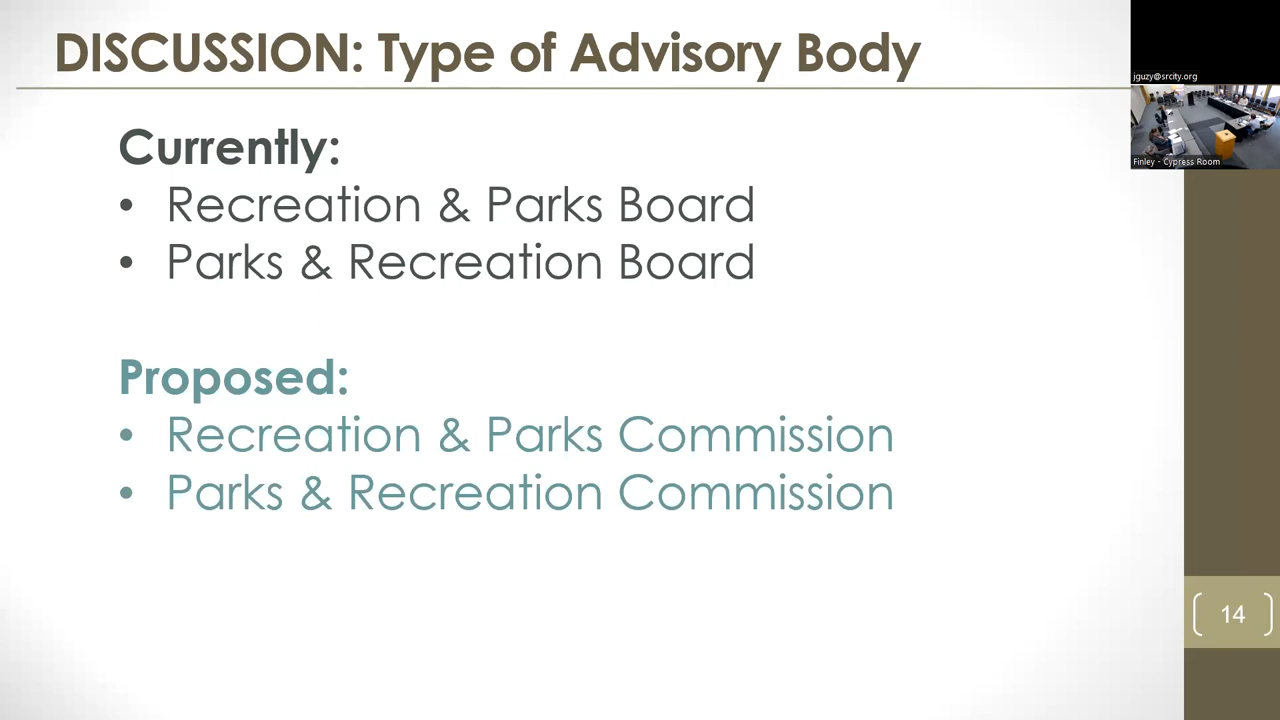 DISCUSSION: Type of Advisory Body
jguzy@srcity.org
Finley - Cypress Room
Currently:
• Recreation & Parks Board
• Parks & Recreation Board
Proposed:
• Recreation & Parks Commission
• Parks & Recreation Commission
14